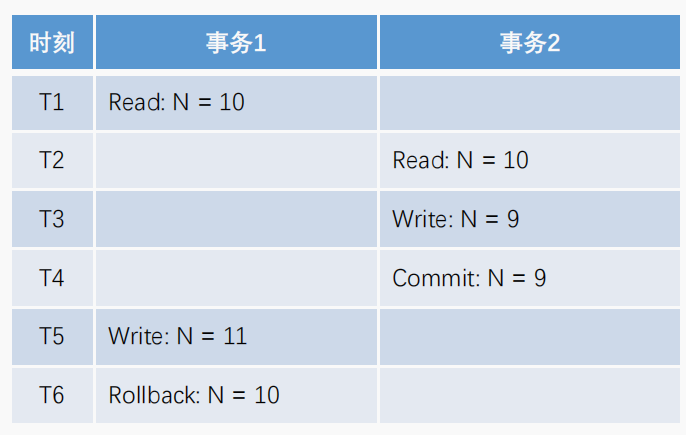 时刻 事务1 事务2
T1 Read: N = 10
T2 Read: N = 10
T3 Write: N = 9
T4 Commit: N = 9
T5 Write: N = 11
T6 Rollback: N = 10